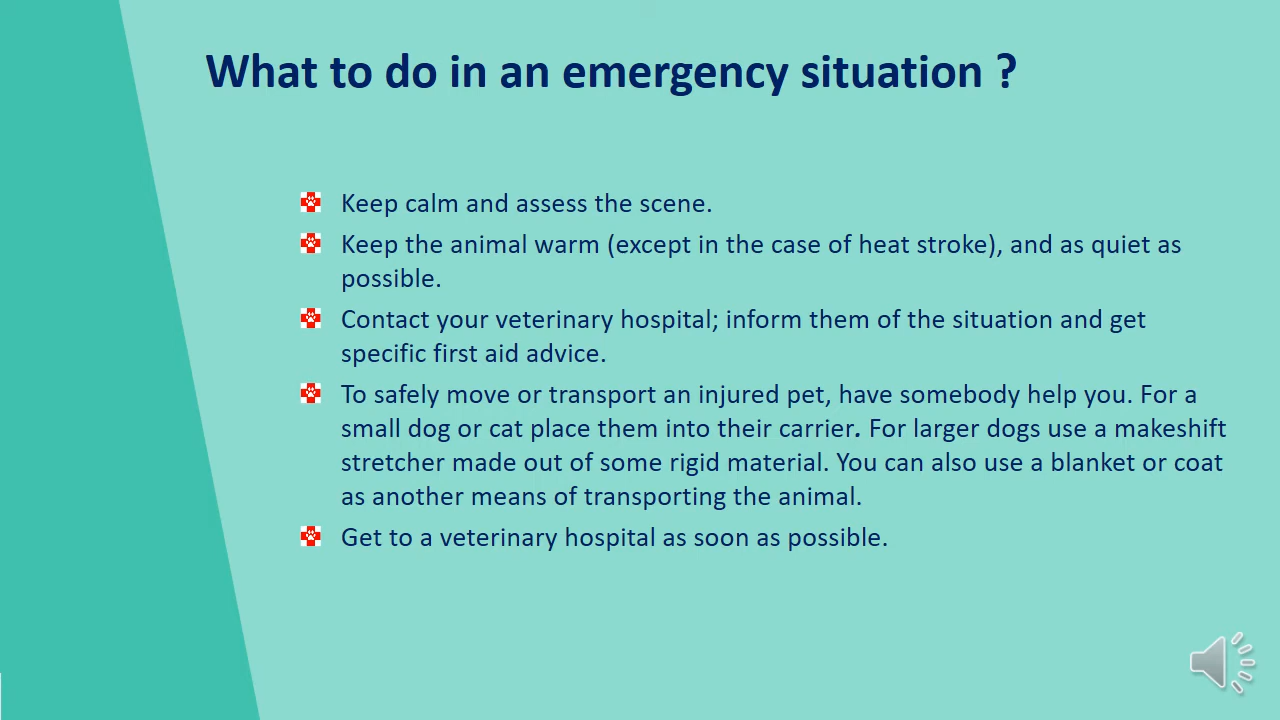 What to do in an emergency situation ?
Keep calm and assess the scene.
Keep the animal warm (except in the case of heat stroke), and as quiet as
possible.
Contact your veterinary hospital; inform them of the situation and get
specific first aid advice.
To safely move or transport an injured pet, have somebody help you. For a
small dog or cat place them into their carrier. For larger dogs use a makeshift
stretcher made out of some rigid material. You can also use a blanket or coat
as another means of transporting the animal.
Get to a veterinary hospital as soon as possible.